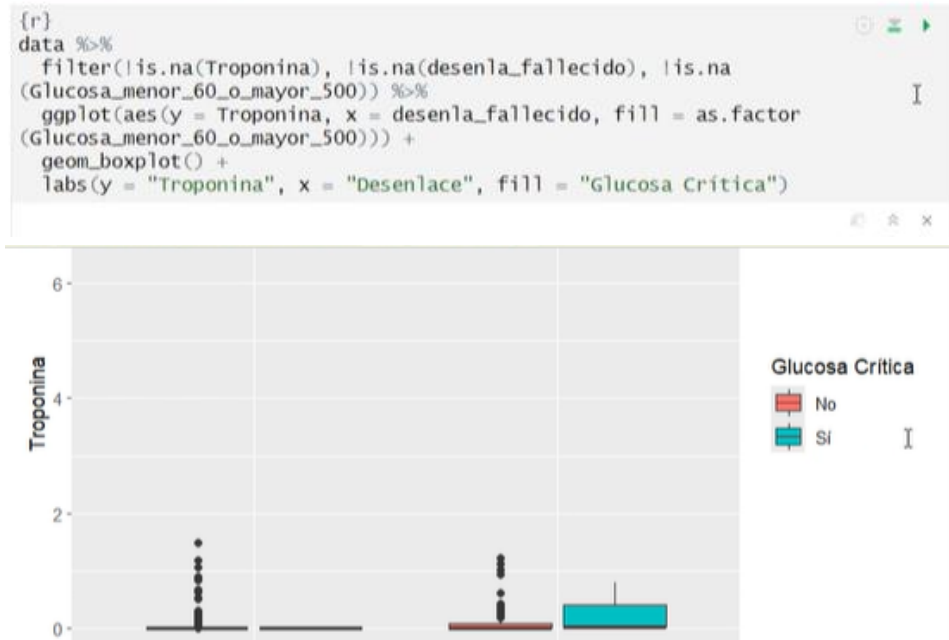 {r}
data %>%
filter(!is.na(Troponina), !is.na(desenla_fallecido), !is.na
(Glucosa_menor_60_o_mayor_500)) %>%
ggplot(aes(y = Troponina, x = desenla_fallecido, fill = as.factor
(Glucosa_menor_60_o_mayor_500))) +
geom_boxplot() +
labs(y = "Troponina", x = "Desenlace", fill = "Glucosa Crítica")
6
4
2
0
Troponina
Glucosa Crítica
No
Sí